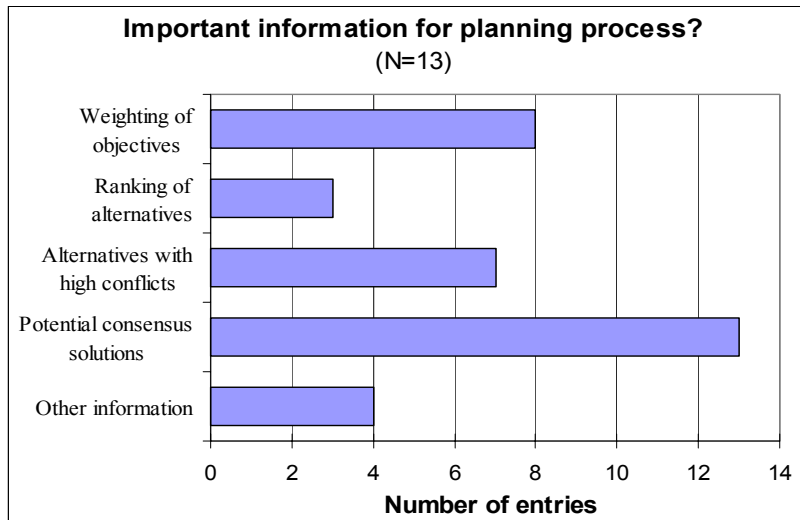 Important information for planning process?
(N=13)
Weighting of
objectives
Ranking of
alternatives
Alternatives with
high conflicts
Potential consensus
solutions
Other information
0 2 4 6 8 10 12 14
Number of entries